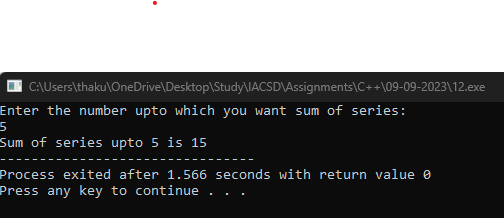 C:\Users\thaku\OneDrive\Desktop\Study\IACSD\Assignments\C++\09-09-2023\12.exe
Enter the number upto which you want sum of series:
5
Sum of series upto 5 is 15
--------------------------------
Process exited after 1.566 seconds with return value 0
Press any key to continue . . .